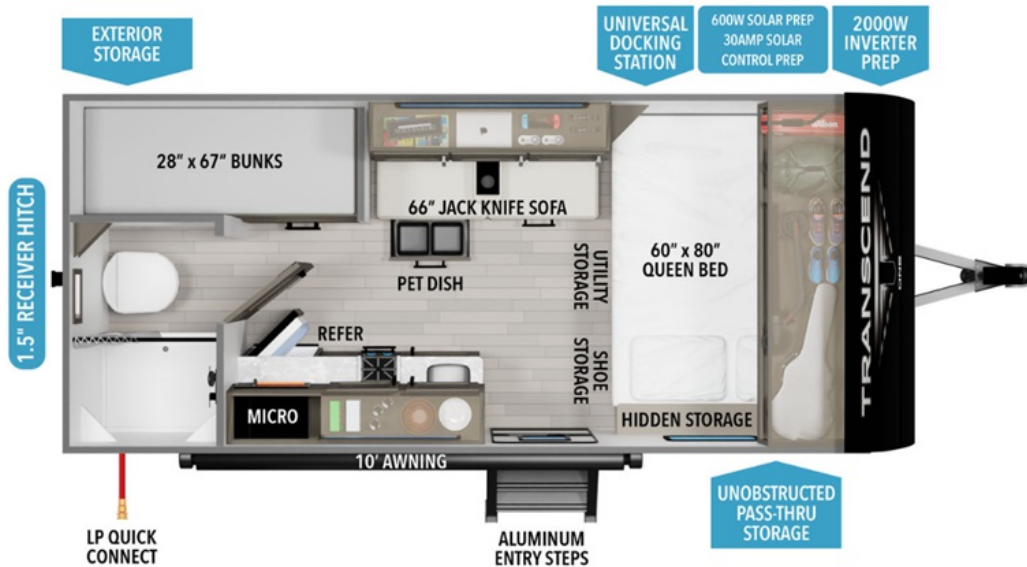 EXTERIOR
STORAGE
UNIVERSAL
DOCKING
STATION
600W SOLAR PREP
30AMP SOLAR
CONTROL PREP
2000W
INVERTER
PREP
28" x 67" BUNKS
66" JACK KNIFE SOFA
PET DISH
UTILITY
STORAGE
60" x 80"
QUEEN BED
1.5" RECEIVER HITCH
REFER
SHOE
STORAGE
MICRO
HIDDEN STORAGE
TRANSCEND
ONE
10' AWNING
LP QUICK
CONNECT
ALUMINUM
ENTRY STEPS
UNOBSTRUCTED
PASS-THRU
STORAGE